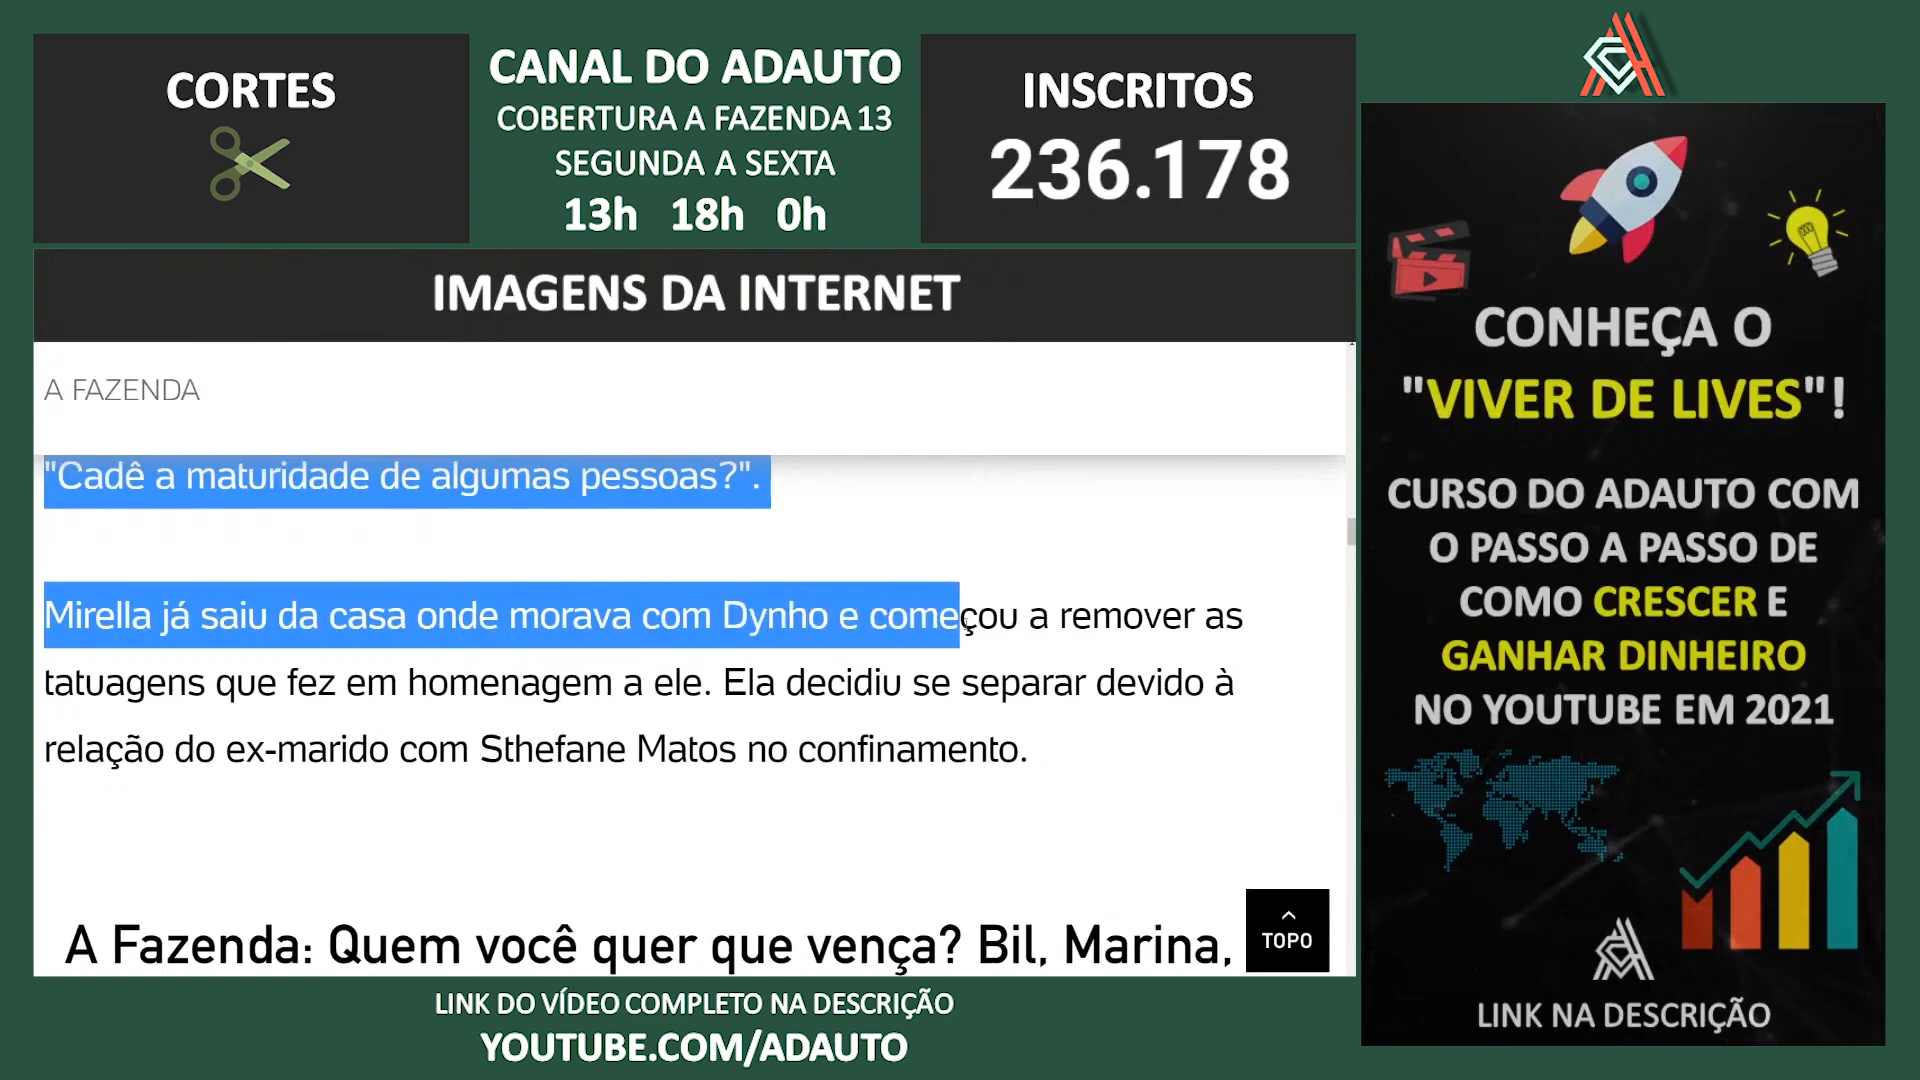 CORTES
CANAL DO ADAUTO
COBERTURA A FAZENDA 13
SEGUNDA A SEXTA
13h 18h 0h
INSCRITOS
236.178
IMAGENS DA INTERNET
A FAZENDA
"Cadê a maturidade de algumas pessoas?".
Mirella já saiu da casa onde morava com Dynho e começou a remover as
tatuagens que fez em homenagem a ele. Ela decidiu se separar devido à
relação do ex-marido com Sthefane Matos no confinamento.
A Fazenda: Quem você quer que vença? Bil, Marina,
TOPO
LINK DO VÍDEO COMPLETO NA DESCRIÇÃO
YOUTUBE.COM/ADAUTO
CONHEÇA O
"VIVER DE LIVES"!
CURSO DO ADAUTO COM
O PASSO A PASSO DE
COMO CRESCER E
GANHAR DINHEIRO
NO YOUTUBE EM 2021
LINK NA DESCRIÇÃO